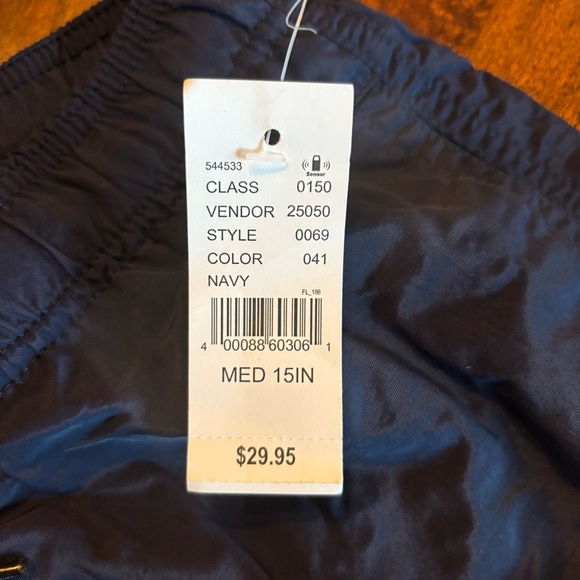 544533
Sensor
CLASS 0150
VENDOR 25050
STYLE 0069
COLOR 041
NAVY
FL_186
4 00088 60306 1
MED 15IN
$29.95